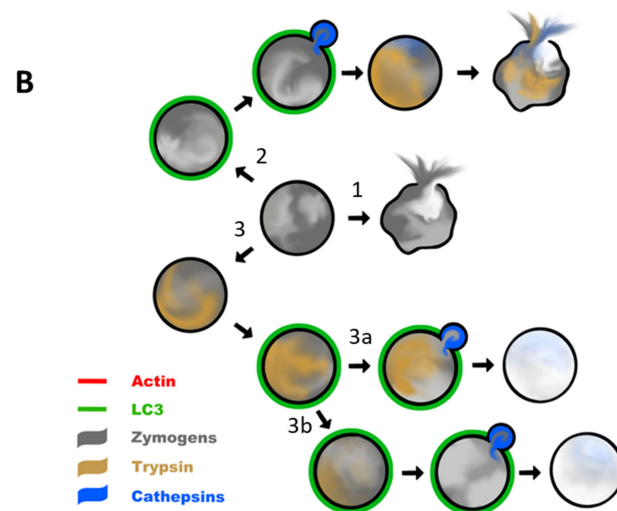 B
2
1
3
3a
3b
Actin
LC3
Zymogens
Trypsin
Cathepsins